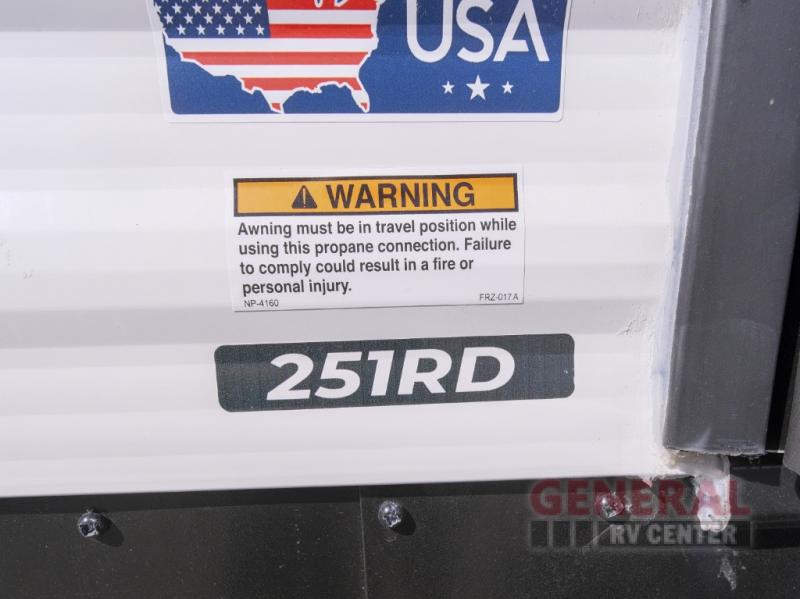 USA
WARNING
Awning must be in travel position while
using this propane connection. Failure
to comply could result in a fire or
personal injury.
NP-4160 FRZ-017A
251RD
GENERAL
RV CENTER